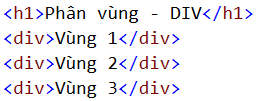 <h1>Phân vùng - DIV</h1>
<div>Vùng 1</div>
<div>Vùng 2</div>
<div>Vùng 3</div>